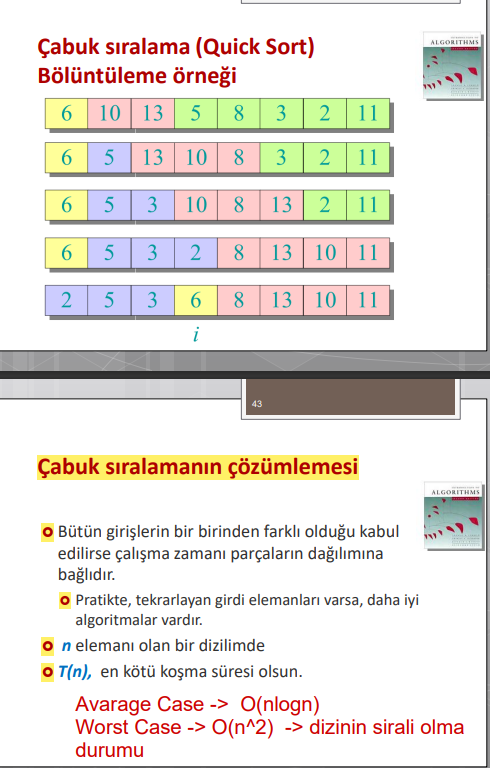 Çabuk sıralama (Quick Sort)
Bölüntüleme örneği
ALGORITHMS
6 10 13 5 8 3 2 11
6 5 13 10 8 3 2 11
6 5 3 10 8 13 2 11
6 5 3 2 8 13 10 11
2 5 3 6 8 13 10 11
i
43
Çabuk sıralamanın çözümlemesi
ALGORITHMS
Bütün girişlerin bir birinden farklı olduğu kabul
edilirse çalışma zamanı parçaların dağılımına
bağlıdır.
Pratikte, tekrarlayan girdi elemanları varsa, daha iyi
algoritmalar vardır.
n elemanı olan bir dizilimde
T(n), en kötü koşma süresi olsun.
Avarage Case -> O(nlogn)
Worst Case -> O(n^2) -> dizinin sirali olma
durumu